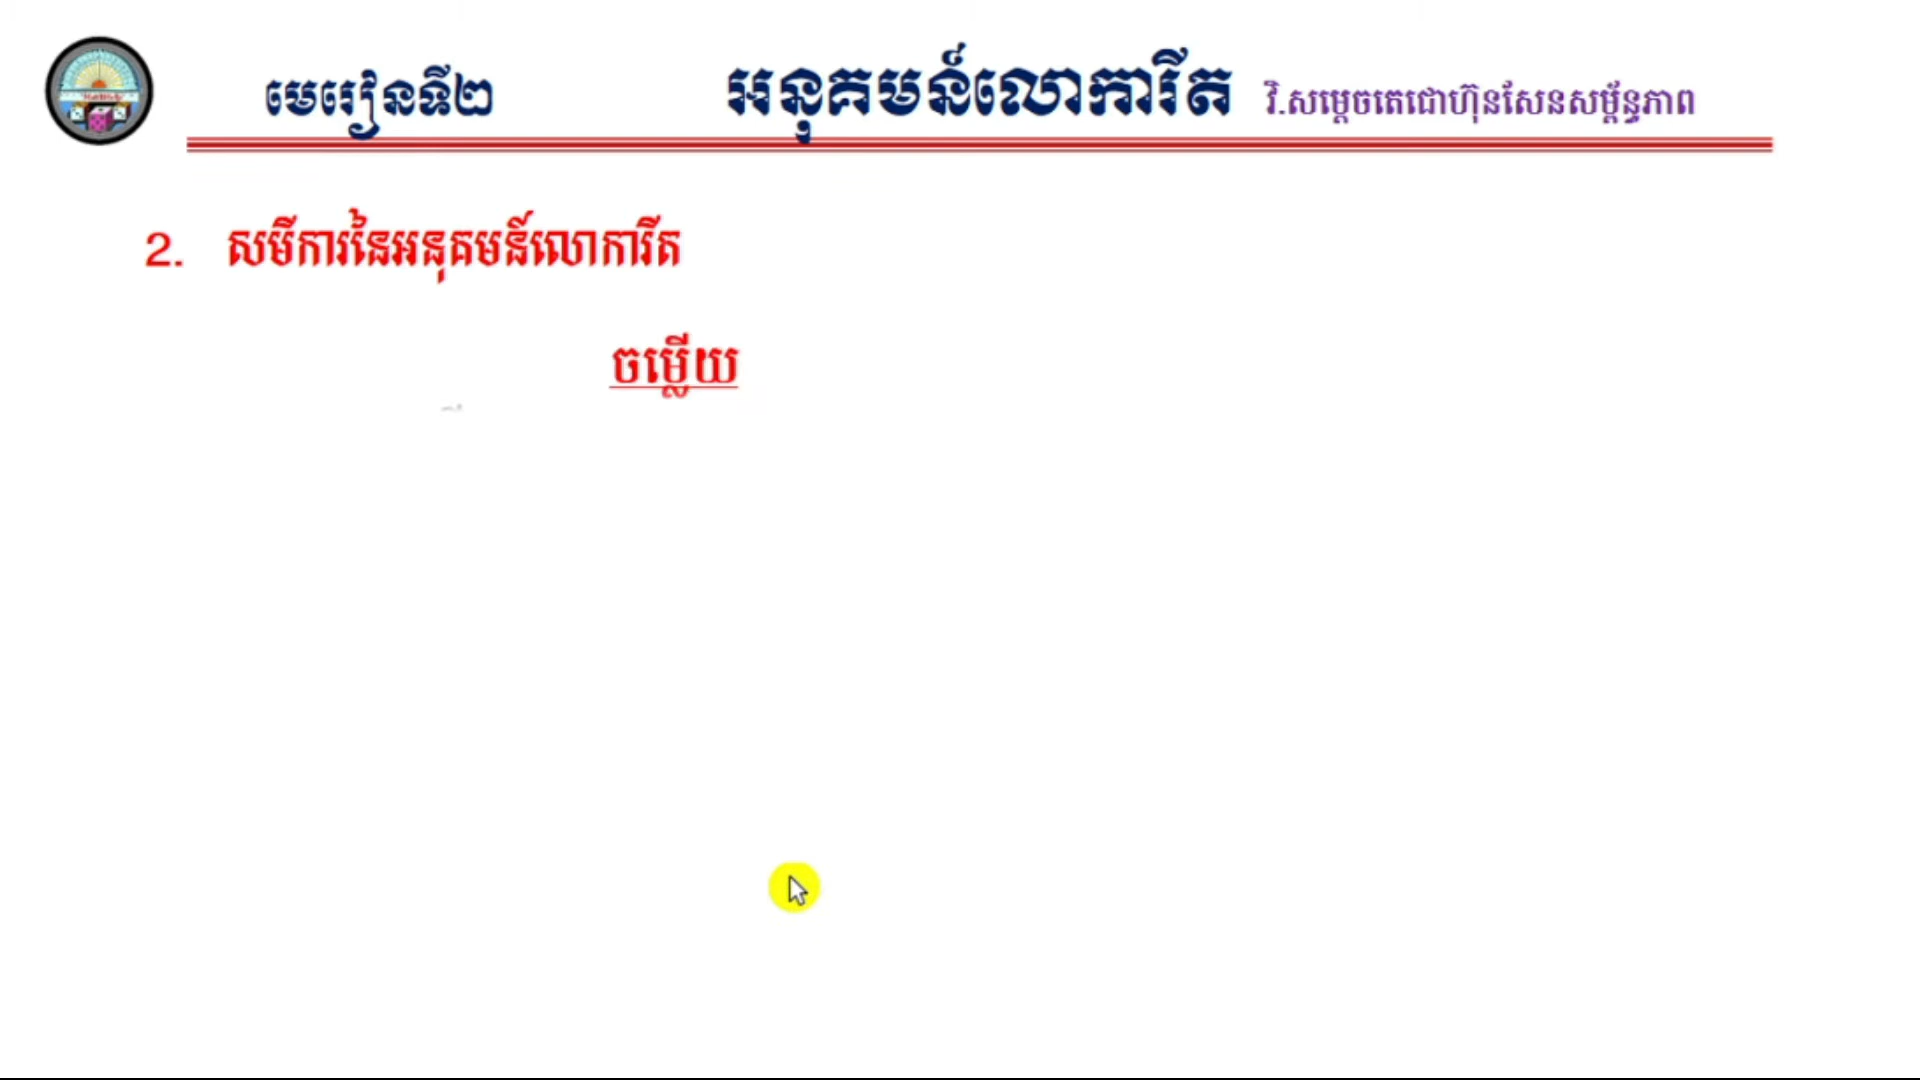 មេរៀនទី២ អនុគមន៍លោការីត វិ.សម្តេចតេជោហ៊ុនសែនសម្ព័ន្ធភាព
2. សមីការនៃអនុគមន៍លោការីត
ចម្លើយ